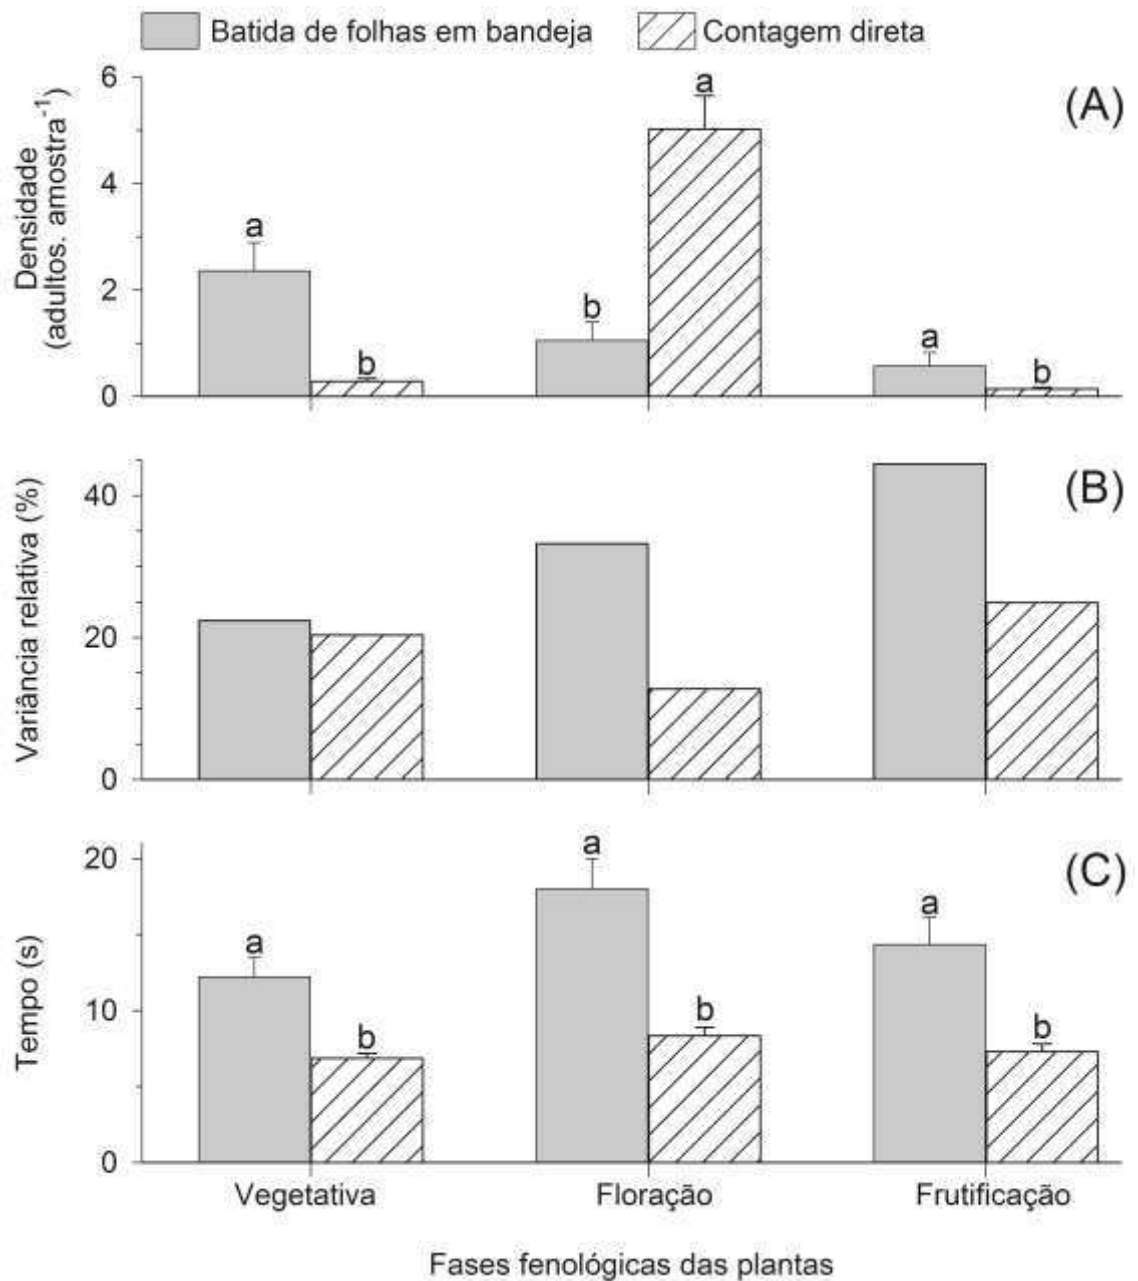 Batida de folhas em bandeja
Contagem direta
(A)
Densidade
(adultos. amostra⁻¹)
6
4
2
0
a
b
b
a
a
b
(B)
Variância relativa (%)
40
20
0
(C)
Tempo (s)
20
10
0
a
b
a
b
a
b
Vegetativa
Floração
Frutificação
Fases fenológicas das plantas